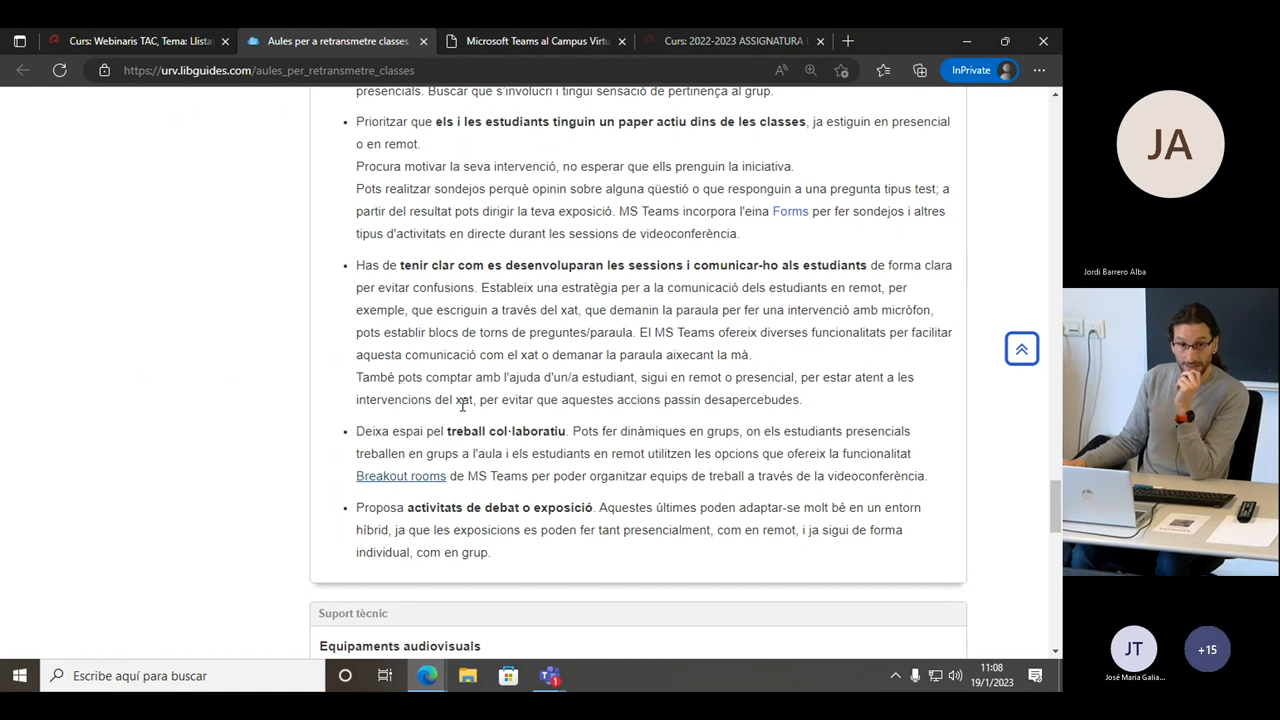 Curs: Webinaris TAC, Tema: Llista
Aules per a retransmetre classes
Microsoft Teams al Campus Virtu
Curs: 2022-2023 ASSIGNATURA
https://urv.libguides.com/aules_per_retransmetre_classes
InPrivate
presencials. Buscar que s'involucri i tingui sensació de pertinença al grup.
• Prioritzar que els i les estudiants tinguin un paper actiu dins de les classes, ja estiguin en presencial
o en remot.
Procura motivar la seva intervenció, no esperar que ells prenguin la iniciativa.
Pots realitzar sondejos perquè opinin sobre alguna qüestió o que responguin a una pregunta tipus test; a
partir del resultat pots dirigir la teva exposició. MS Teams incorpora l'eina Forms per fer sondejos i altres
tipus d'activitats en directe durant les sessions de videoconferència.
• Has de tenir clar com es desenvoluparan les sessions i comunicar-ho als estudiants de forma clara
per evitar confusions. Estableix una estratègia per a la comunicació dels estudiants en remot, per
exemple, que escriguin a través del xat, que demanin la paraula per fer una intervenció amb micròfon,
pots establir blocs de torns de preguntes/paraula. El MS Teams ofereix diverses funcionalitats per facilitar
aquesta comunicació com el xat o demanar la paraula aixecant la mà.
També pots comptar amb l'ajuda d'un/a estudiant, sigui en remot o presencial, per estar atent a les
intervencions del xat, per evitar que aquestes accions passin desapercebudes.
• Deixa espai pel treball col·laboratiu. Pots fer dinàmiques en grups, on els estudiants presencials
treballen en grups a l'aula i els estudiants en remot utilitzen les opcions que ofereix la funcionalitat
Breakout rooms de MS Teams per poder organitzar equips de treball a través de la videoconferència.
• Proposa activitats de debat o exposició. Aquestes últimes poden adaptar-se molt bé en un entorn
híbrid, ja que les exposicions es poden fer tant presencialment, com en remot, i ja sigui de forma
individual, com en grup.
Suport tècnic
Equipaments audiovisuals
Escribe aquí para buscar
1
11:08
19/1/2023
JA
Jordi Barrero Alba
JT
+15
José Maria Galia...